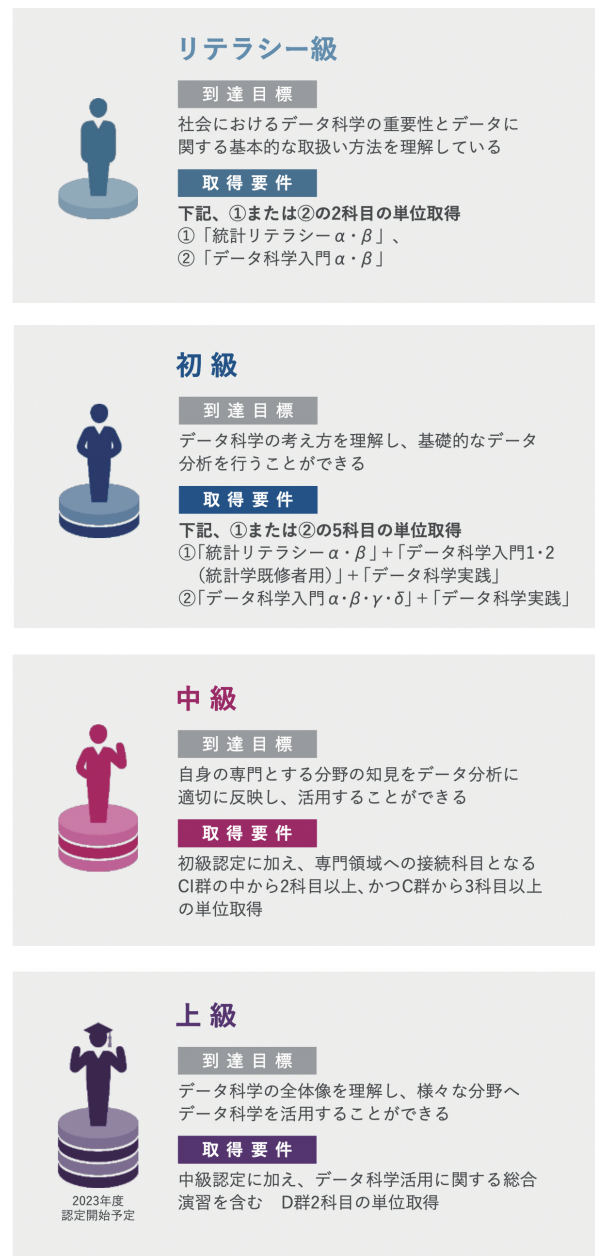 リテラシー級
到達目標
社会におけるデータ科学の重要性とデータに
関する基本的な取扱い方法を理解している
取得要件
下記、①または②の2科目の単位取得
①「統計リテラシーα・β」、
②「データ科学入門α・β」
初級
到達目標
データ科学の考え方を理解し、基礎的なデータ
分析を行うことができる
取得要件
下記、①または②の5科目の単位取得
①「統計リテラシーα・β」+「データ科学入門1・2
（統計学既修者用）」+「データ科学実践」
②「データ科学入門α・β・γ・δ」+「データ科学実践」
中級
到達目標
自身の専門とする分野の知見をデータ分析に
適切に反映し、活用することができる
取得要件
初級認定に加え、専門領域への接続科目となる
CI群の中から2科目以上、かつC群から3科目以上
の単位取得
上級
到達目標
データ科学の全体像を理解し、様々な分野へ
データ科学を活用することができる
取得要件
中級認定に加え、データ科学活用に関する総合
演習を含む　D群2科目の単位取得
2023年度
認定開始予定